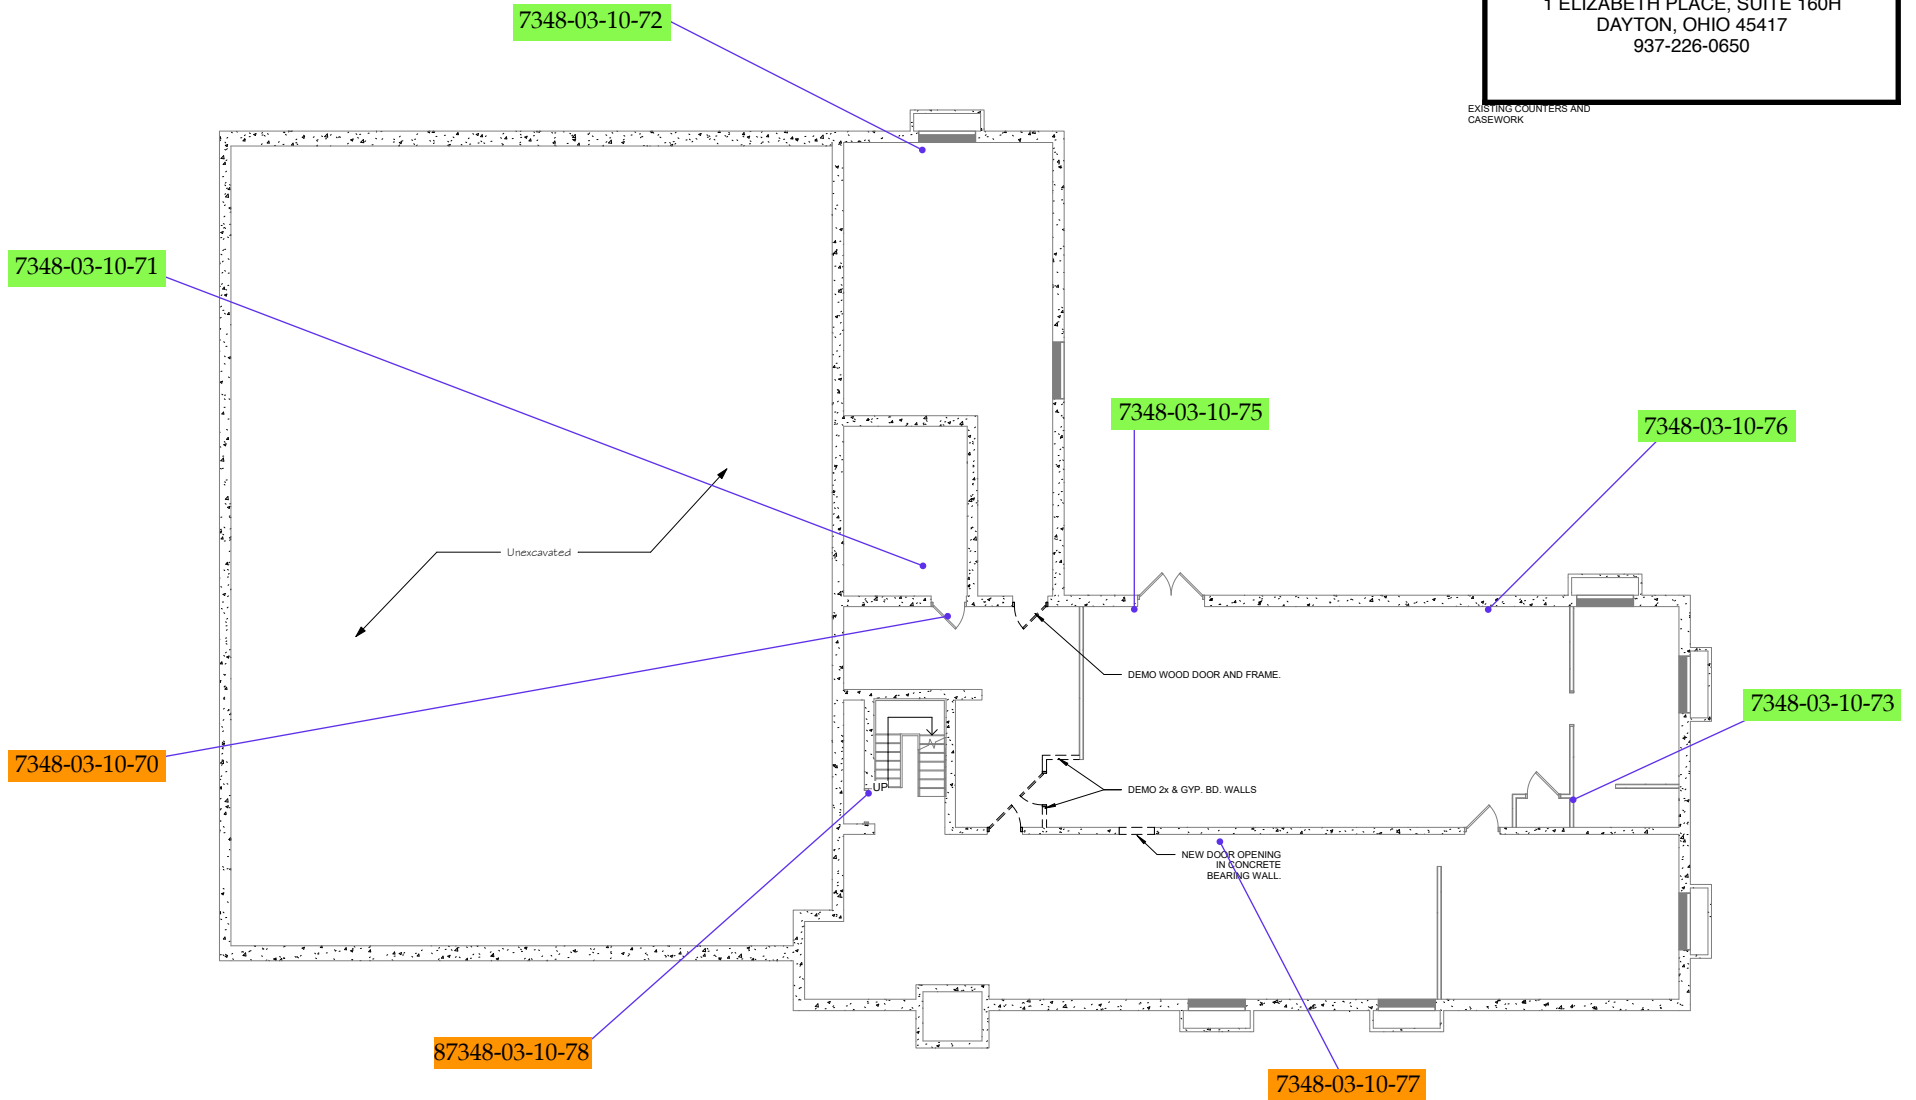 1 ELIZABETH PLACE, SUITE 160H
DAYTON, OHIO 45417
937-226-0650
7348-03-10-72
EXISTING COUNTERS AND
CASEWORK
7348-03-10-71
7348-03-10-75
7348-03-10-76
Unexcavated
DEMO WOOD DOOR AND FRAME.
7348-03-10-73
7348-03-10-70
UP
DEMO 2x & GYP. BD. WALLS
NEW DOOR OPENING
IN CONCRETE
BEARING WALL.
87348-03-10-78
7348-03-10-77